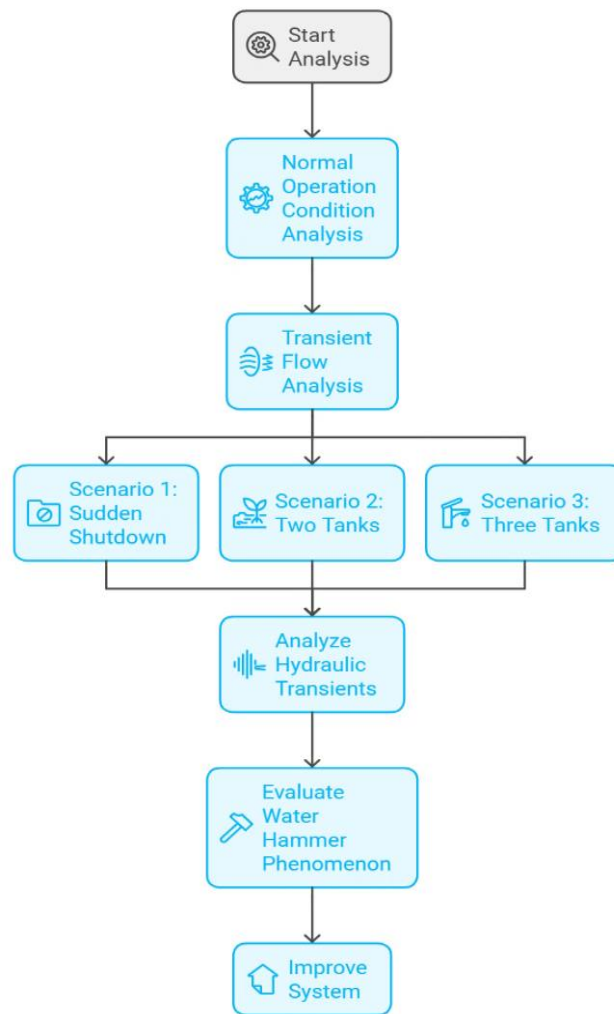 Start
Analysis
Normal
Operation
Condition
Analysis
Transient
Flow
Analysis
Scenario 1:
Sudden
Shutdown
Scenario 2:
Two Tanks
Scenario 3:
Three Tanks
Analyze
Hydraulic
Transients
Evaluate
Water
Hammer
Phenomenon
Improve
System